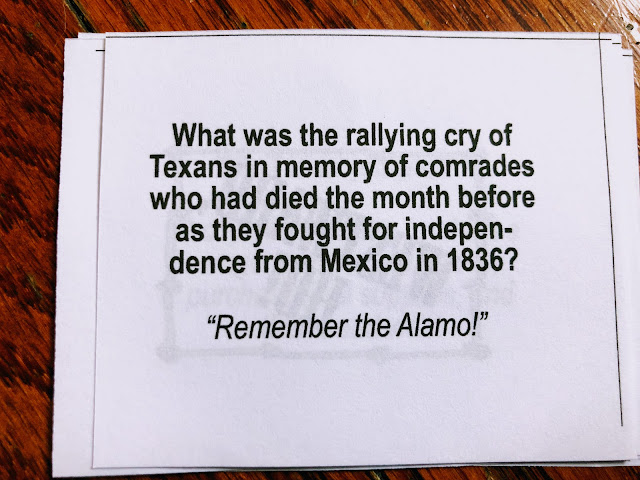 What was the rallying cry of
Texans in memory of comrades
who had died the month before
as they fought for indepen-
dence from Mexico in 1836?
“Remember the Alamo!”